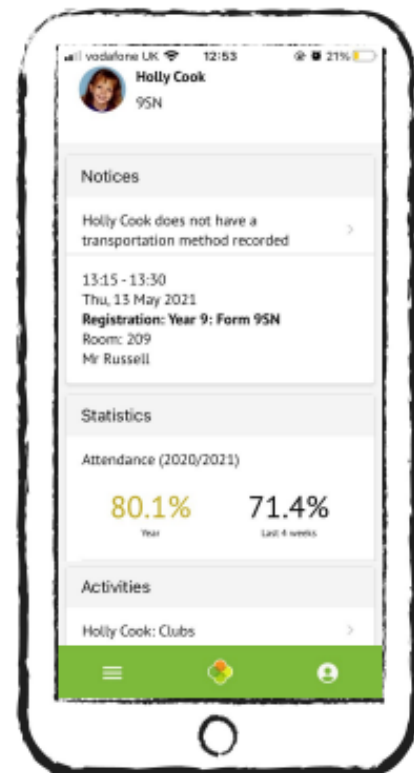 vodafone UK 12:53 21%
Holly Cook
9SN
Notices
Holly Cook does not have a
transportation method recorded
13:15 - 13:30
Thu, 13 May 2021
Registration: Year 9: Form 9SN
Room: 209
Mr Russell
Statistics
Attendance (2020/2021)
80.1% 71.4%
Year Last 4 weeks
Activities
Holly Cook: Clubs